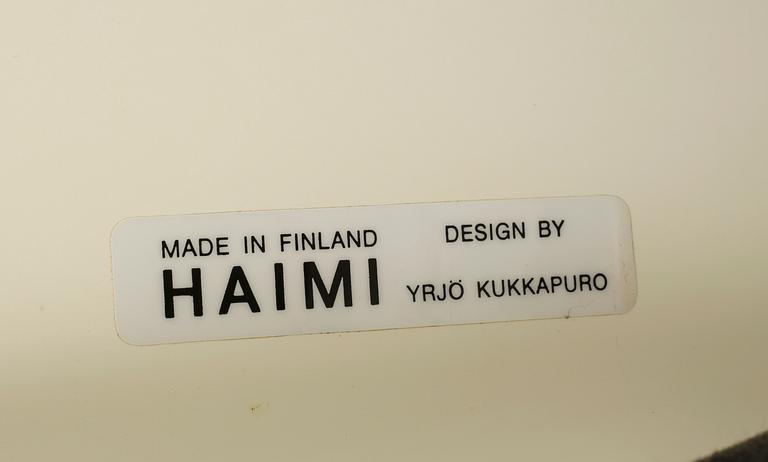 MADE IN FINLAND
HAIMI
DESIGN BY
YRJÖ KUKKAPURO